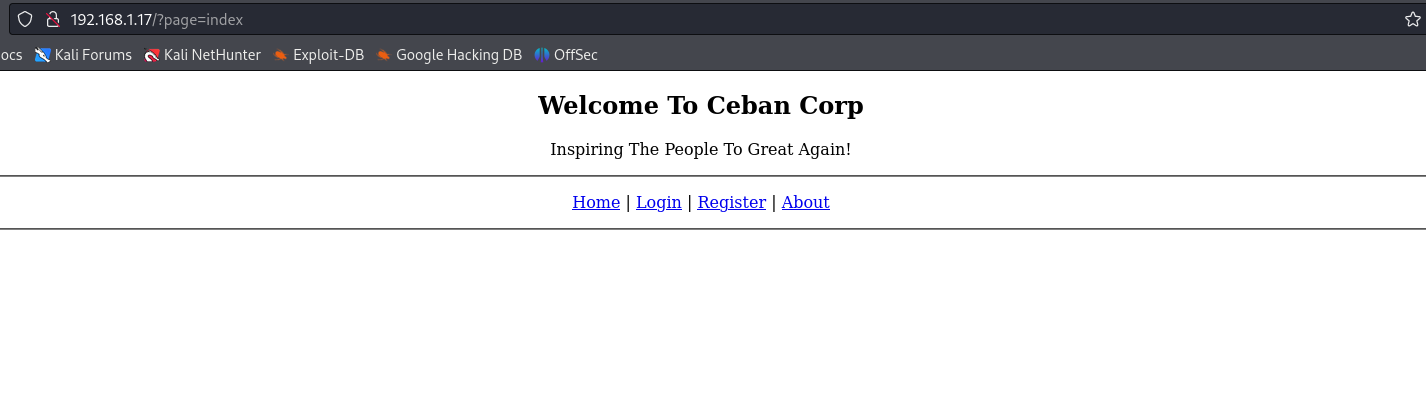 192.168.1.17/?page=index
ocs Kali Forums Kali NetHunter Exploit-DB Google Hacking DB OffSec
Welcome To Ceban Corp
Inspiring The People To Great Again!
Home | Login | Register | About